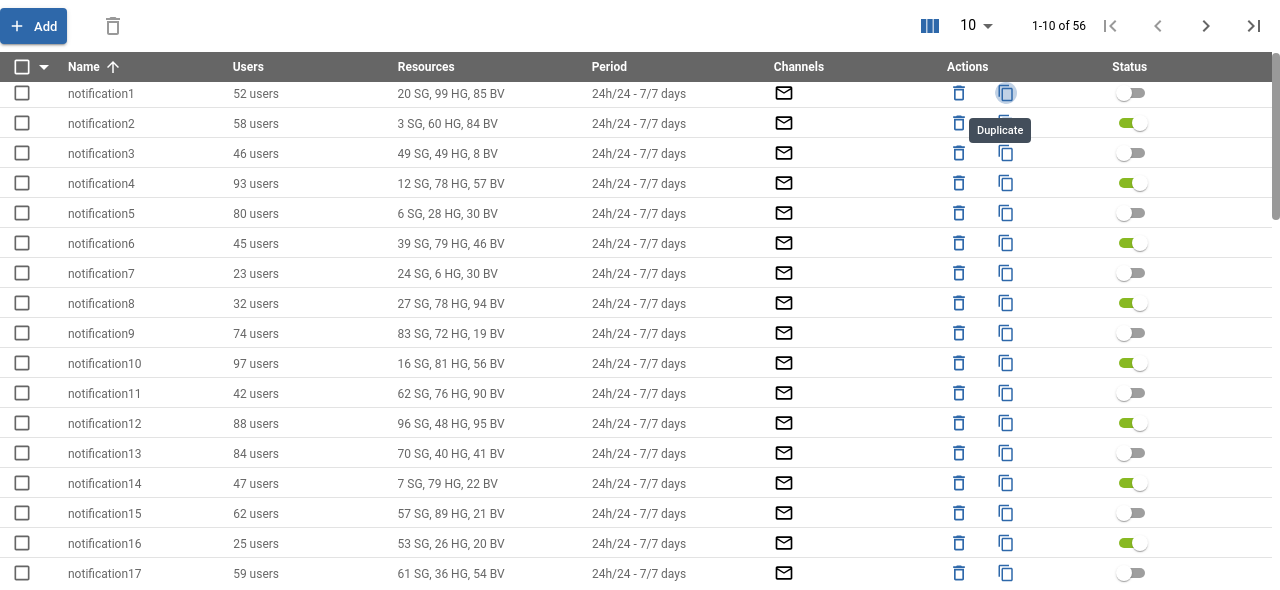 Add 10 1-10 of 56
Name Users Resources Period Channels Actions Status
notification1 52 users 20 SG, 99 HG, 85 BV 24h/24 - 7/7 days
notification2 58 users 3 SG, 60 HG, 84 BV 24h/24 - 7/7 days
Duplicate
notification3 46 users 49 SG, 49 HG, 8 BV 24h/24 - 7/7 days
notification4 93 users 12 SG, 78 HG, 57 BV 24h/24 - 7/7 days
notification5 80 users 6 SG, 28 HG, 30 BV 24h/24 - 7/7 days
notification6 45 users 39 SG, 79 HG, 46 BV 24h/24 - 7/7 days
notification7 23 users 24 SG, 6 HG, 30 BV 24h/24 - 7/7 days
notification8 32 users 27 SG, 78 HG, 94 BV 24h/24 - 7/7 days
notification9 74 users 83 SG, 72 HG, 19 BV 24h/24 - 7/7 days
notification10 97 users 16 SG, 81 HG, 56 BV 24h/24 - 7/7 days
notification11 42 users 62 SG, 76 HG, 90 BV 24h/24 - 7/7 days
notification12 88 users 96 SG, 48 HG, 95 BV 24h/24 - 7/7 days
notification13 84 users 70 SG, 40 HG, 41 BV 24h/24 - 7/7 days
notification14 47 users 7 SG, 79 HG, 22 BV 24h/24 - 7/7 days
notification15 62 users 57 SG, 89 HG, 21 BV 24h/24 - 7/7 days
notification16 25 users 53 SG, 26 HG, 20 BV 24h/24 - 7/7 days
notification17 59 users 61 SG, 36 HG, 54 BV 24h/24 - 7/7 days